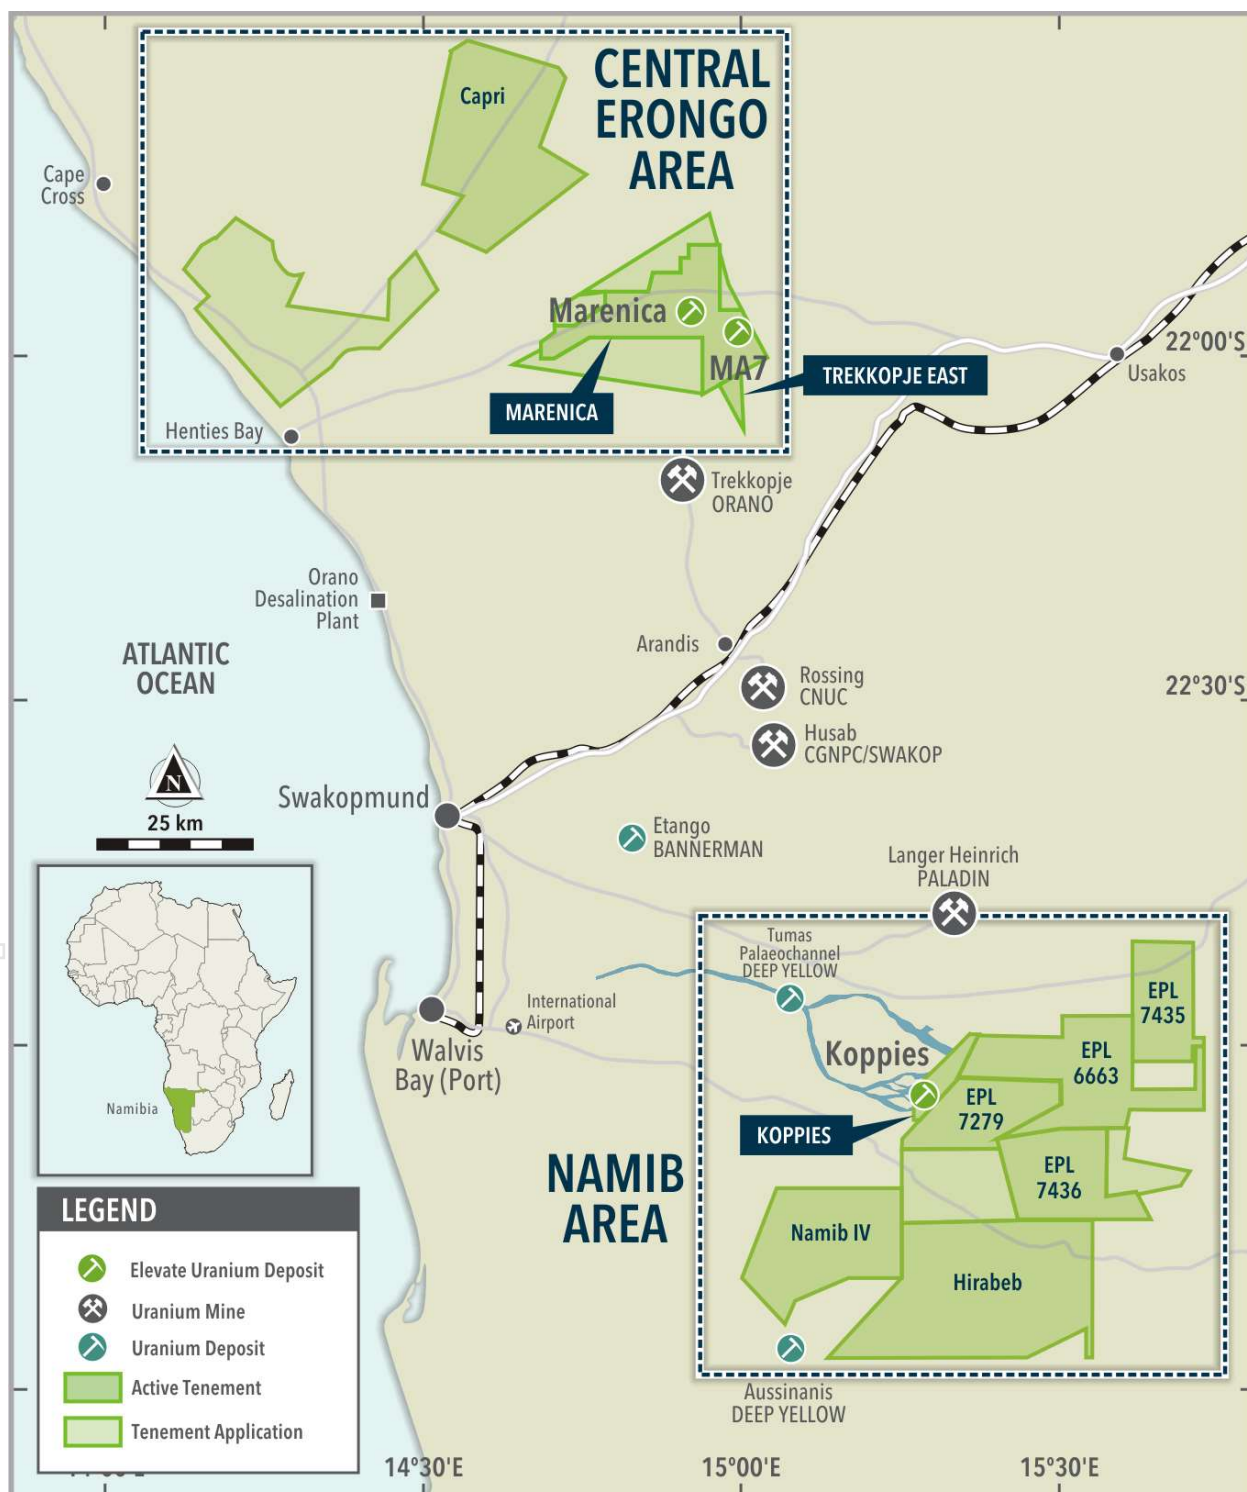 CENTRAL
ERONGO
AREA
Capri
Cape
Cross
Marenica
MA7
TREKKOPJE EAST
MARENICA
22°00'S
Usakos
Henties Bay
Trekkopje
ORANO
Orano
Desalination
Plant
Arandis
ATLANTIC
OCEAN
Rossing
CNUC
22°30'S
Husab
CGNPC/SWAKOP
N
25 km
Swakopmund
Etango
BANNERMAN
Langer Heinrich
PALADIN
Tumas
Palaeochannel
DEEP YELLOW
International
Airport
Walvis
Bay (Port)
Koppies
EPL
7435
EPL
6663
EPL
7279
KOPPIES
EPL
7436
Namibia
NAMIB
AREA
Namib IV
Hirabeb
Aussinanis
DEEP YELLOW
LEGEND
Elevate Uranium Deposit
Uranium Mine
Uranium Deposit
Active Tenement
Tenement Application
14°30'E
15°00'E
15°30'E